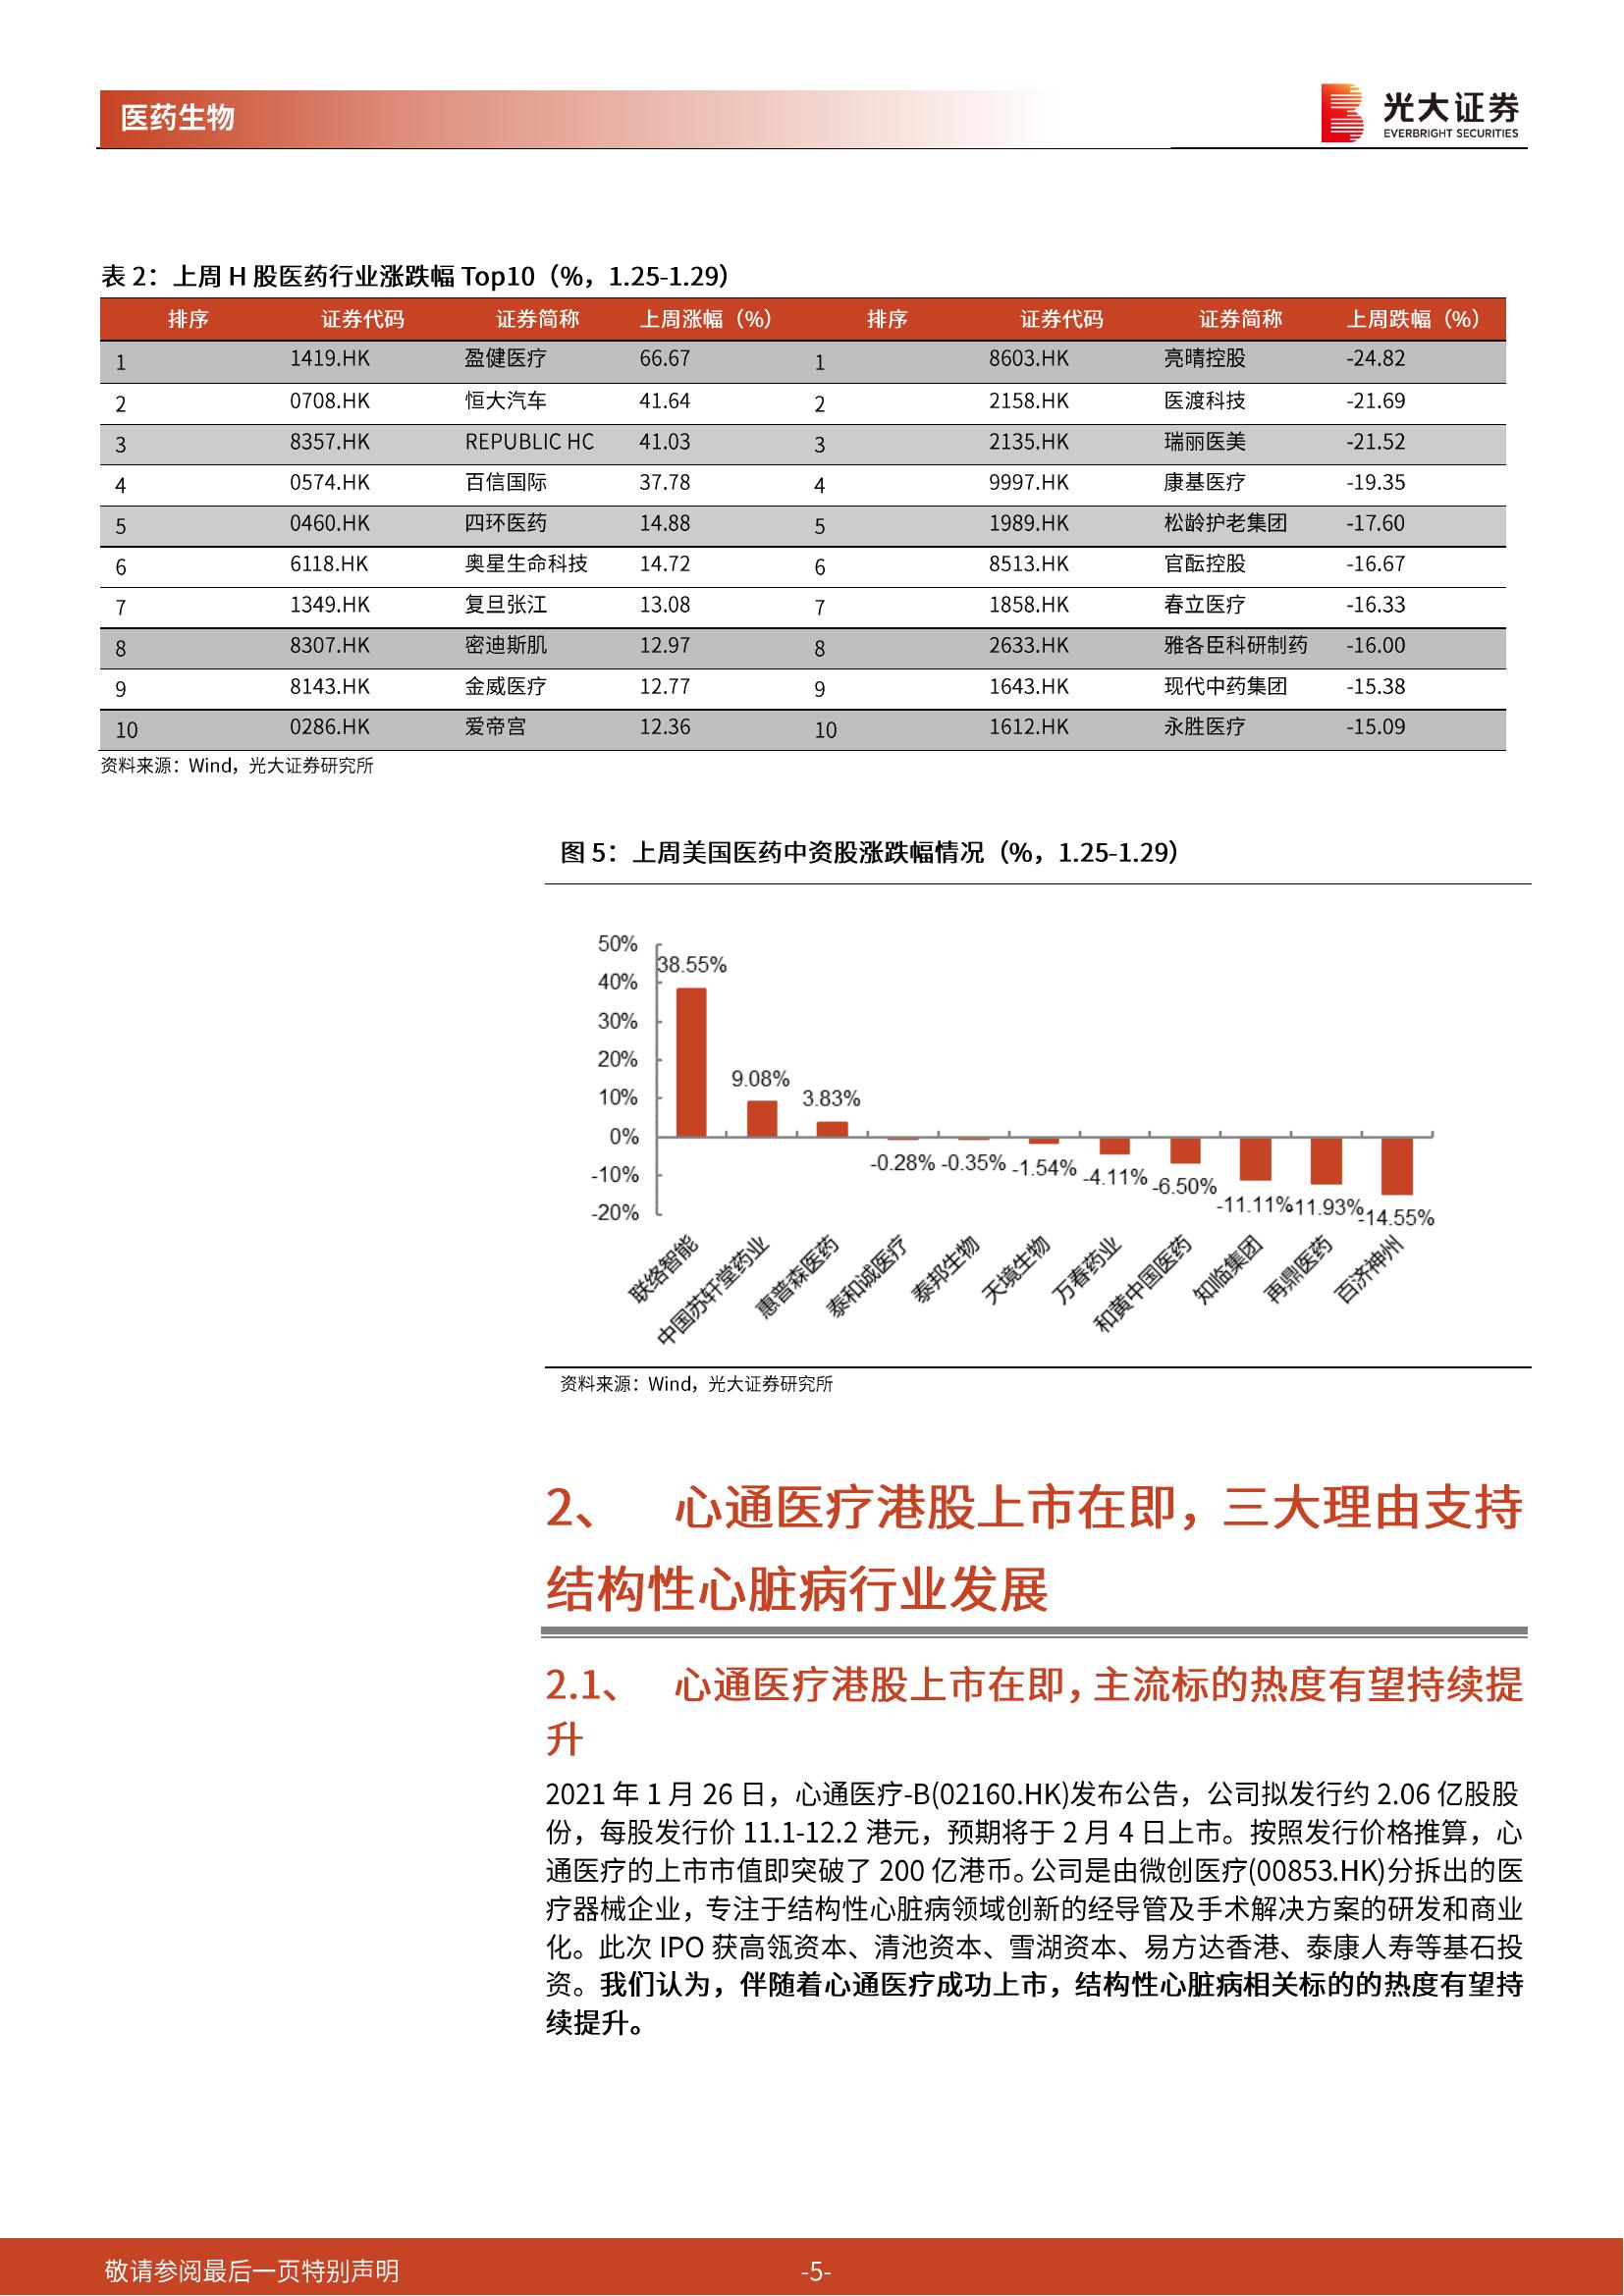 医药生物
光大证券
EVERBRIGHT SECURITIES
表 2：上周 H 股医药行业涨跌幅 Top10（%，1.25-1.29）
排序 证券代码 证券简称 上周涨幅（%） 排序 证券代码 证券简称 上周跌幅（%）
1 1419.HK 盈健医疗 66.67 1 8603.HK 亮晴控股 -24.82
2 0708.HK 恒大汽车 41.64 2 2158.HK 医渡科技 -21.69
3 8357.HK REPUBLIC HC 41.03 3 2135.HK 瑞丽医美 -21.52
4 0574.HK 百信国际 37.78 4 9997.HK 康基医疗 -19.35
5 0460.HK 四环医药 14.88 5 1989.HK 松龄护老集团 -17.60
6 6118.HK 奥星生命科技 14.72 6 8513.HK 官酝控股 -16.67
7 1349.HK 复旦张江 13.08 7 1858.HK 春立医疗 -16.33
8 8307.HK 密迪斯肌 12.97 8 2633.HK 雅各臣科研制药 -16.00
9 8143.HK 金威医疗 12.77 9 1643.HK 现代中药集团 -15.38
10 0286.HK 爱帝宫 12.36 10 1612.HK 永胜医疗 -15.09
资料来源：Wind，光大证券研究所
图 5：上周美国医药中资股涨跌幅情况（%，1.25-1.29）
50%
40%
30%
20%
10%
0%
-10%
-20%
38.55%
9.08%
3.83%
-0.28% -0.35% -1.54% -4.11% -6.50% -11.11% -11.93% -14.55%
联络智能 中国苏轩堂药业 惠普森医药 泰和诚医疗 泰邦生物 天境生物 万春药业 和黄中国医药 知临集团 再鼎医药 百济神州
资料来源：Wind，光大证券研究所
2、 心通医疗港股上市在即，三大理由支持
结构性心脏病行业发展
2.1、 心通医疗港股上市在即，主流标的热度有望持续提
升
2021 年 1 月 26 日，心通医疗-B(02160.HK)发布公告，公司拟发行约 2.06 亿股股
份，每股发行价 11.1-12.2 港元，预期将于 2 月 4 日上市。按照发行价格推算，心
通医疗的上市市值即突破了 200 亿港币。公司是由微创医疗(00853.HK)分拆出的医
疗器械企业，专注于结构性心脏病领域创新的经导管及手术解决方案的研发和商业
化。此次 IPO 获高瓴资本、清池资本、雪湖资本、易方达香港、泰康人寿等基石投
资。我们认为，伴随着心通医疗成功上市，结构性心脏病相关标的的热度有望持
续提升。
敬请参阅最后一页特别声明
-5-